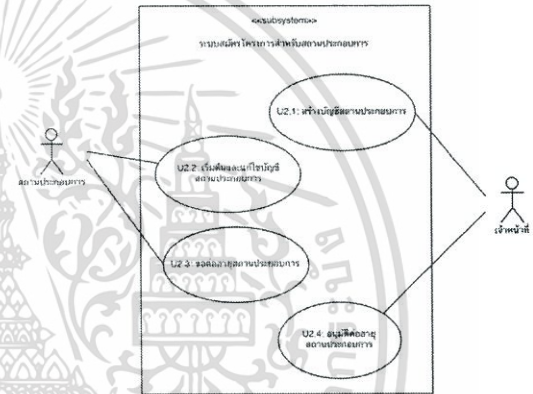 <<subsystem>>
ระบบสมัครโครงการสำหรับสถานประกอบการ
U2.1: สร้างบัญชีสถานประกอบการ
U2.2: เริ่มต้นและแก้ไขบัญชี
สถานประกอบการ
สถานประกอบการ
เจ้าหน้าที่
U2.3: ขอต่ออายุสถานประกอบการ
U2.4: อนุมัติต่ออายุ
สถานประกอบการ